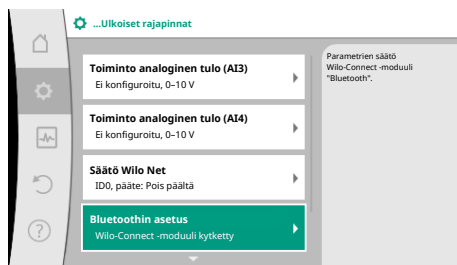 ...Ulkoiset rajapinnat
Toiminto analoginen tulo (AI3)
Ei konfiguroitu, 0–10 V
Toiminto analoginen tulo (AI4)
Ei konfiguroitu, 0–10 V
Säätö Wilo Net
ID0, pääte: Pois päältä
Bluetoothin asetus
Wilo-Connect -moduuli kytketty
Parametrien säätö
Wilo-Connect -moduuli
"Bluetooth".